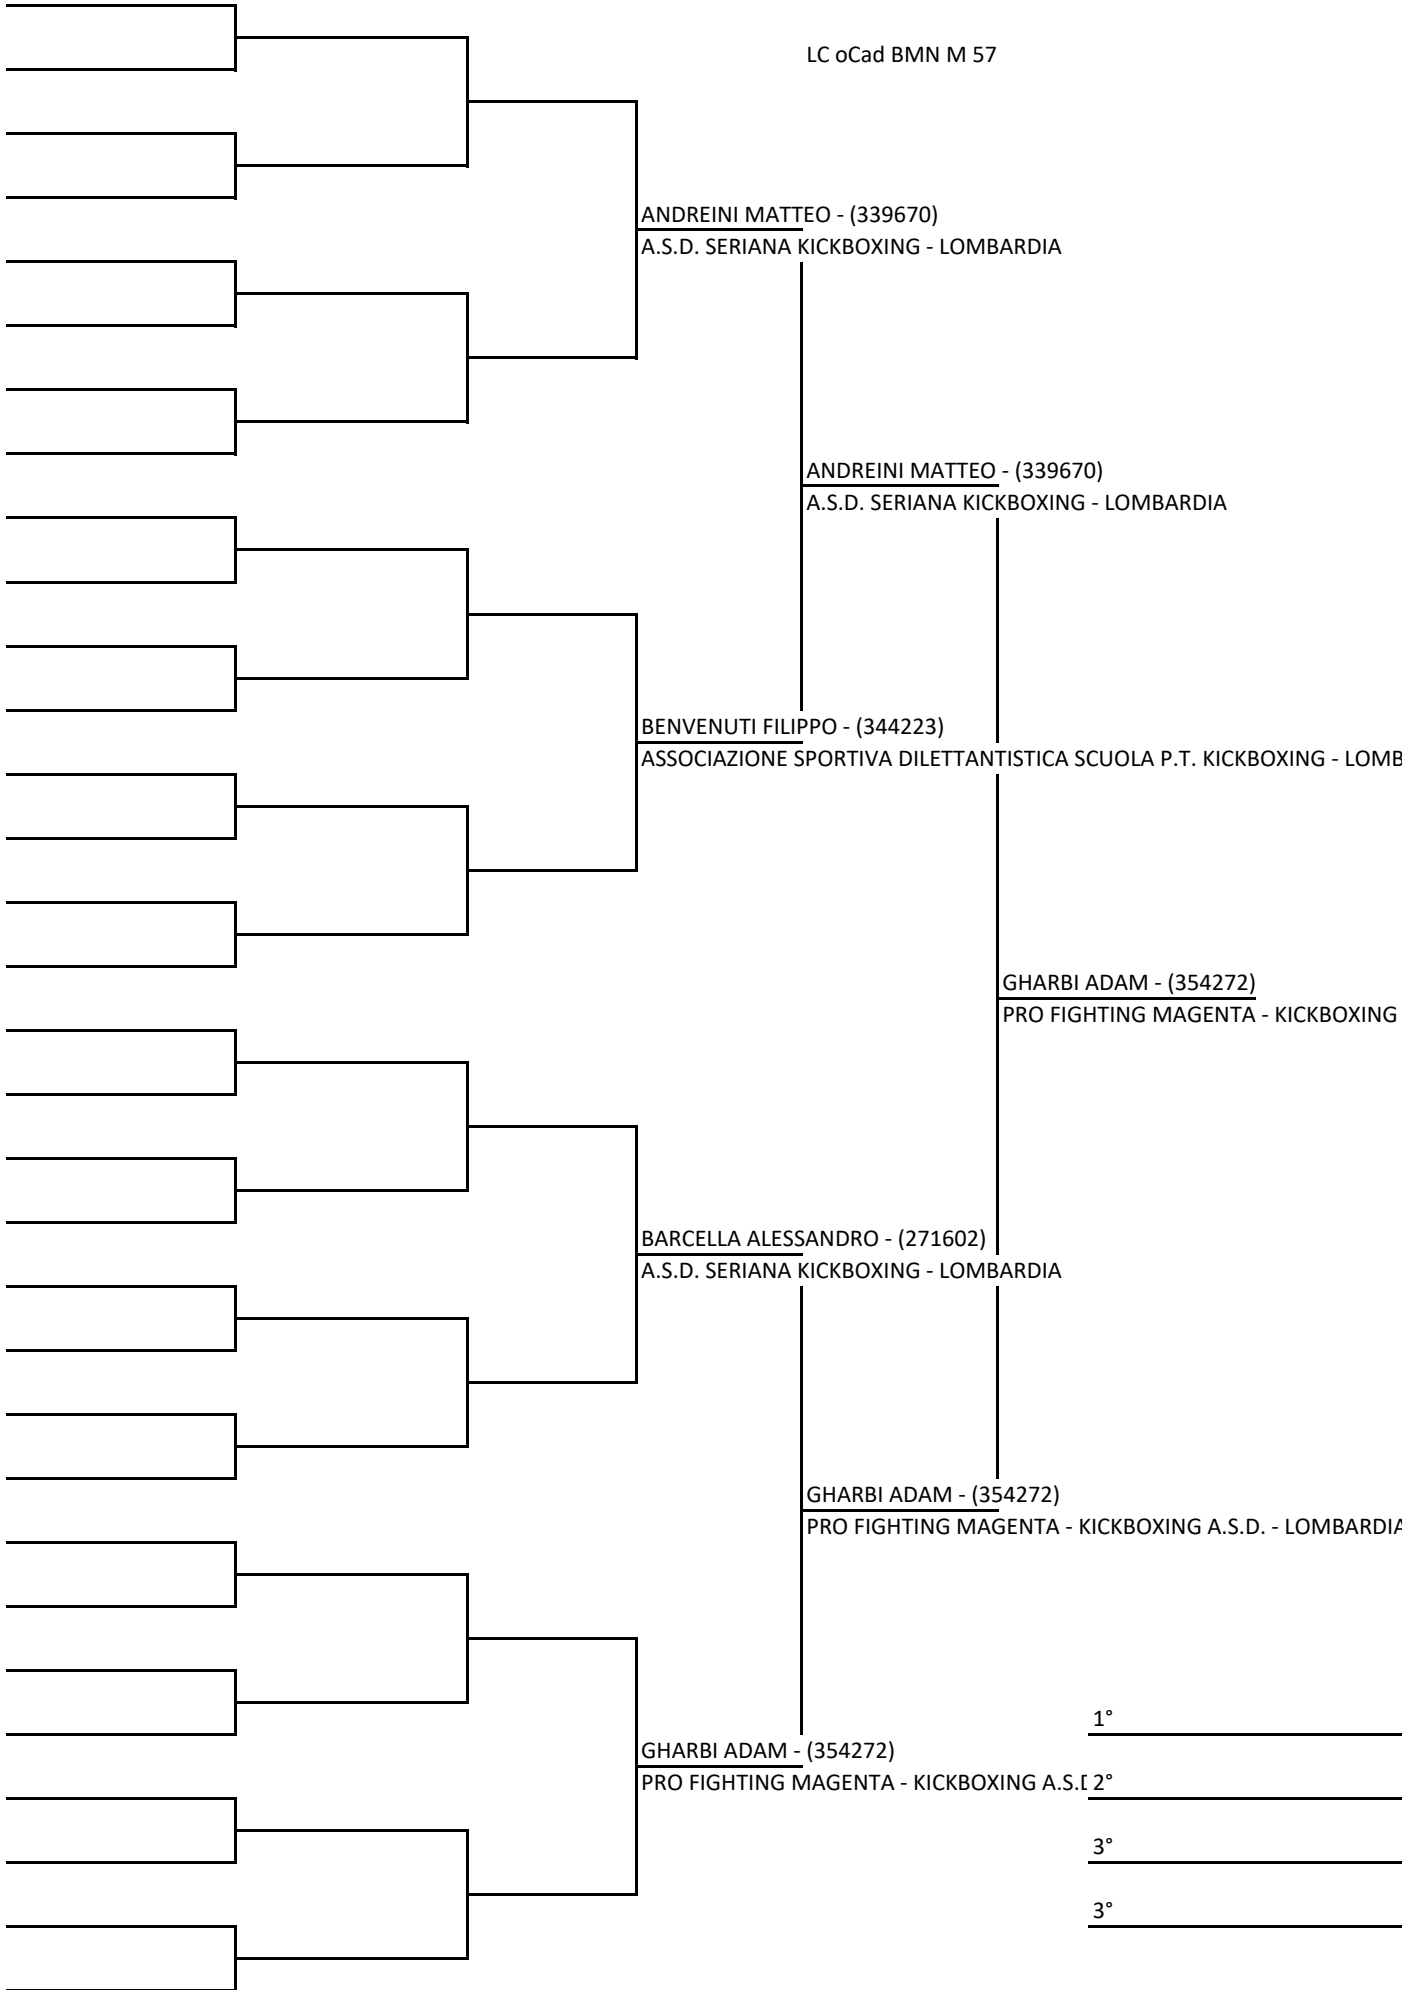 LC oCad BMN M 57
ANDREINI MATTEO - (339670)
A.S.D. SERIANA KICKBOXING - LOMBARDIA
ANDREINI MATTEO - (339670)
A.S.D. SERIANA KICKBOXING - LOMBARDIA
BENVENUTI FILIPPO - (344223)
ASSOCIAZIONE SPORTIVA DILETTANTISTICA SCUOLA P.T. KICKBOXING - LOMB
GHARBI ADAM - (354272)
PRO FIGHTING MAGENTA - KICKBOXING
BARCELLA ALESSANDRO - (271602)
A.S.D. SERIANA KICKBOXING - LOMBARDIA
GHARBI ADAM - (354272)
PRO FIGHTING MAGENTA - KICKBOXING A.S.D. - LOMBARDIA
1°
GHARBI ADAM - (354272)
PRO FIGHTING MAGENTA - KICKBOXING A.S.D
2°
3°
3°